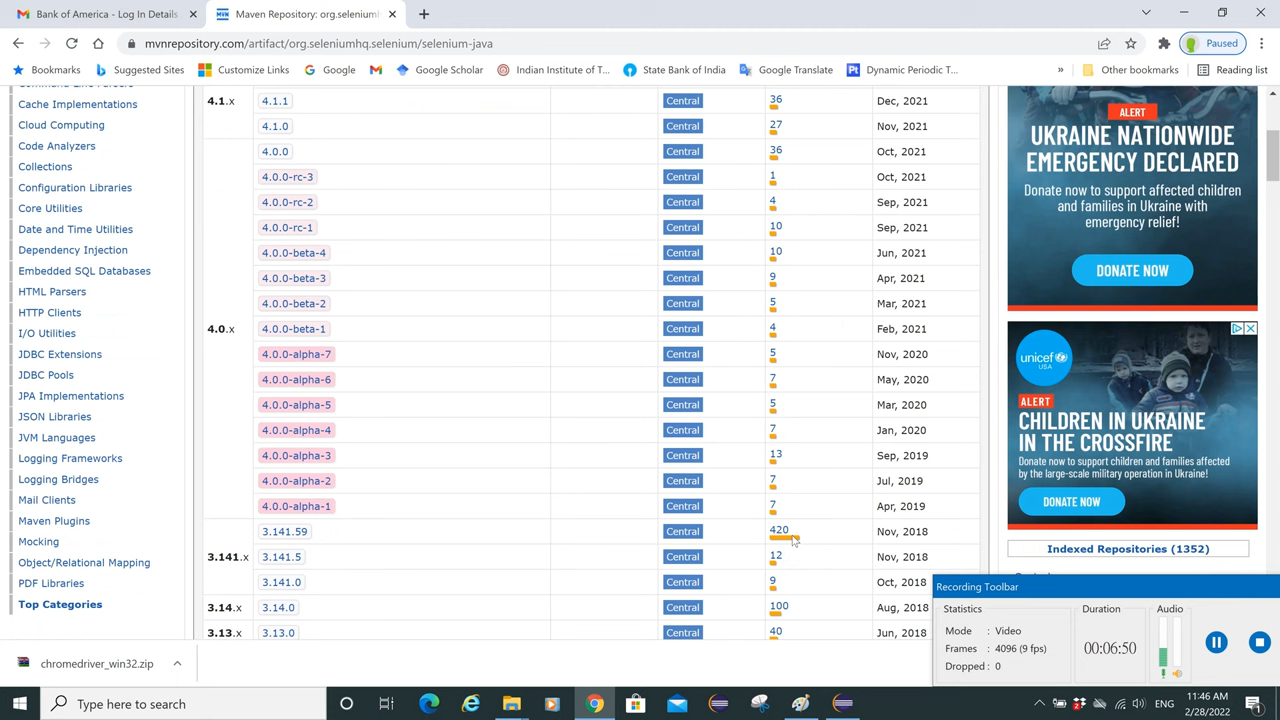 Bank of America - Log In Details
Maven Repository: org.selenium
mvnrepository.com/artifact/org.seleniumhq.selenium/selenium-java
Paused
Bookmarks
Suggested Sites
Customize Links
Google
Google Scholar
Indian Institute of T...
State Bank of India
Google Translate
Dynamic Periodic T...
»
Other bookmarks
Reading list
Cache Implementations
Cloud Computing
Code Analyzers
Collections
Configuration Libraries
Core Utilities
Date and Time Utilities
Dependency Injection
Embedded SQL Databases
HTML Parsers
HTTP Clients
I/O Utilities
JDBC Extensions
JDBC Pools
JPA Implementations
JSON Libraries
JVM Languages
Logging Frameworks
Logging Bridges
Mail Clients
Maven Plugins
Mocking
Object/Relational Mapping
PDF Libraries
Top Categories
4.1.x
4.1.1 Central 36 Dec, 2021
4.1.0 Central 27 Nov, 2021
4.0.0 Central 36 Oct, 2021
4.0.0-rc-3 Central 1 Oct, 2021
4.0.0-rc-2 Central 4 Sep, 2021
4.0.0-rc-1 Central 10 Sep, 2021
4.0.0-beta-4 Central 10 Jun, 2021
4.0.0-beta-3 Central 9 Apr, 2021
4.0.0-beta-2 Central 5 Mar, 2021
4.0.x 4.0.0-beta-1 Central 4 Feb, 2021
4.0.0-alpha-7 Central 5 Nov, 2020
4.0.0-alpha-6 Central 7 May, 2020
4.0.0-alpha-5 Central 5 Mar, 2020
4.0.0-alpha-4 Central 7 Jan, 2020
4.0.0-alpha-3 Central 13 Sep, 2019
4.0.0-alpha-2 Central 7 Jul, 2019
4.0.0-alpha-1 Central 7 Apr, 2019
3.141.59 Central 420 Nov, 2018
3.141.x 3.141.5 Central 12 Nov, 2018
3.141.0 Central 9 Oct, 2018
3.14.x 3.14.0 Central 100 Aug, 2018
3.13.x 3.13.0 Central 40 Jun, 2018
ALERT
UKRAINE NATIONWIDE
EMERGENCY DECLARED
Donate now to support affected children
and families in Ukraine with
emergency relief!
DONATE NOW
unicef
USA
ALERT
CHILDREN IN UKRAINE
IN THE CROSSFIRE
Donate now to support children and families affected
by the large-scale military operation in Ukraine!
DONATE NOW
Indexed Repositories (1352)
Recording Toolbar
Statistics
Mode : Video
Frames : 4096 (9 fps)
Dropped : 0
Duration
00:06:50
Audio
chromedriver_win32.zip
Type here to search
ENG
11:46 AM
2/28/2022